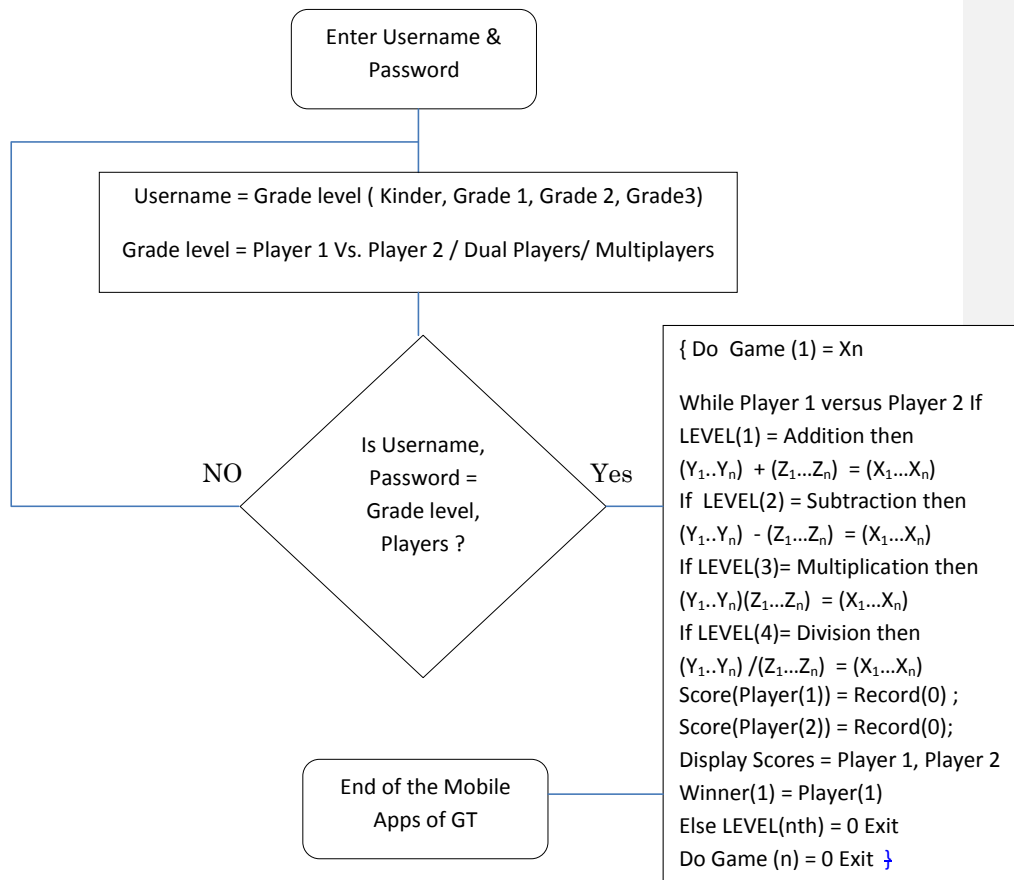 Enter Username &
Password
Username = Grade level ( Kinder, Grade 1, Grade 2, Grade3)
Grade level = Player 1 Vs. Player 2 / Dual Players/ Multiplayers
Is Username,
Password =
Grade level,
Players ?
NO
Yes
{ Do Game (1) = Xn
While Player 1 versus Player 2 If
LEVEL(1) = Addition then
(Y₁..Yₙ) + (Z₁...Zₙ) = (X₁...Xₙ)
If LEVEL(2) = Subtraction then
(Y₁..Yₙ) - (Z₁...Zₙ) = (X₁...Xₙ)
If LEVEL(3)= Multiplication then
(Y₁..Yₙ)(Z₁...Zₙ) = (X₁...Xₙ)
If LEVEL(4)= Division then
(Y₁..Yₙ) /(Z₁...Zₙ) = (X₁...Xₙ)
Score(Player(1)) = Record(0) ;
Score(Player(2)) = Record(0);
Display Scores = Player 1, Player 2
Winner(1) = Player(1)
Else LEVEL(nth) = 0 Exit
Do Game (n) = 0 Exit }
End of the Mobile
Apps of GT